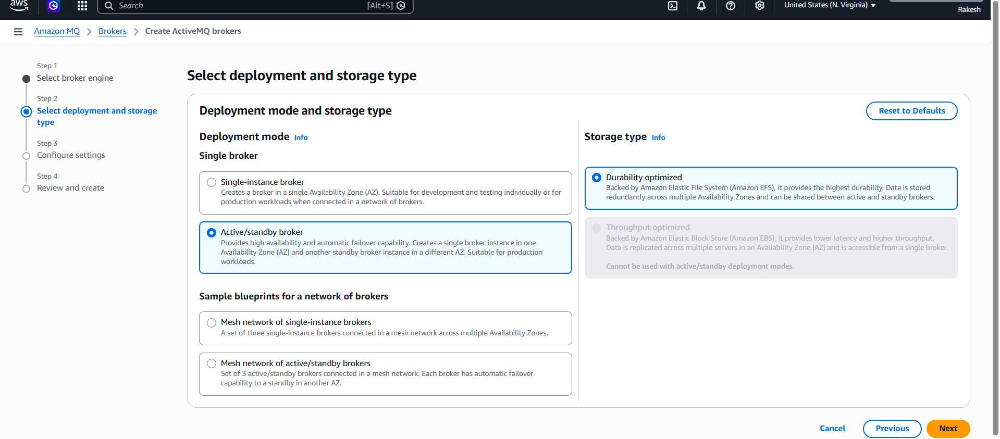 aws
Search
[Alt+S]
United States (N. Virginia)
Rakesh
Amazon MQ
Brokers
Create ActiveMQ brokers
Step 1
Select broker engine
Step 2
Select deployment and storage
type
Step 3
Configure settings
Step 4
Review and create
Select deployment and storage type
Deployment mode and storage type
Reset to Defaults
Deployment mode Info
Single broker
Single-instance broker
Creates a broker in a single Availability Zone (AZ). Suitable for development and testing individually or for
production workloads when connected in a network of brokers.
Active/standby broker
Provides high availability and automatic failover capability. Creates a single broker instance in one
Availability Zone (AZ) and another standby broker instance in a different AZ. Suitable for production
workloads.
Sample blueprints for a network of brokers
Mesh network of single-instance brokers
A set of three single-instance brokers connected in a mesh network across multiple Availability Zones.
Mesh network of active/standby brokers
Set of 3 active/standby brokers connected in a mesh network. Each broker has automatic failover
capability to a standby in another AZ.
Storage type Info
Durability optimized
Backed by Amazon Elastic File System (Amazon EFS), it provides the highest durability. Data is stored
redundantly across multiple Availability Zones and can be shared between active and standby brokers.
Throughput optimized
Backed by Amazon Elastic Block Store (Amazon EBS), it provides lower latency and higher throughput.
Data is replicated across multiple servers in an Availability Zone (AZ) and is accessible from a single broker.
Cannot be used with active/standby deployment modes.
Cancel
Previous
Next